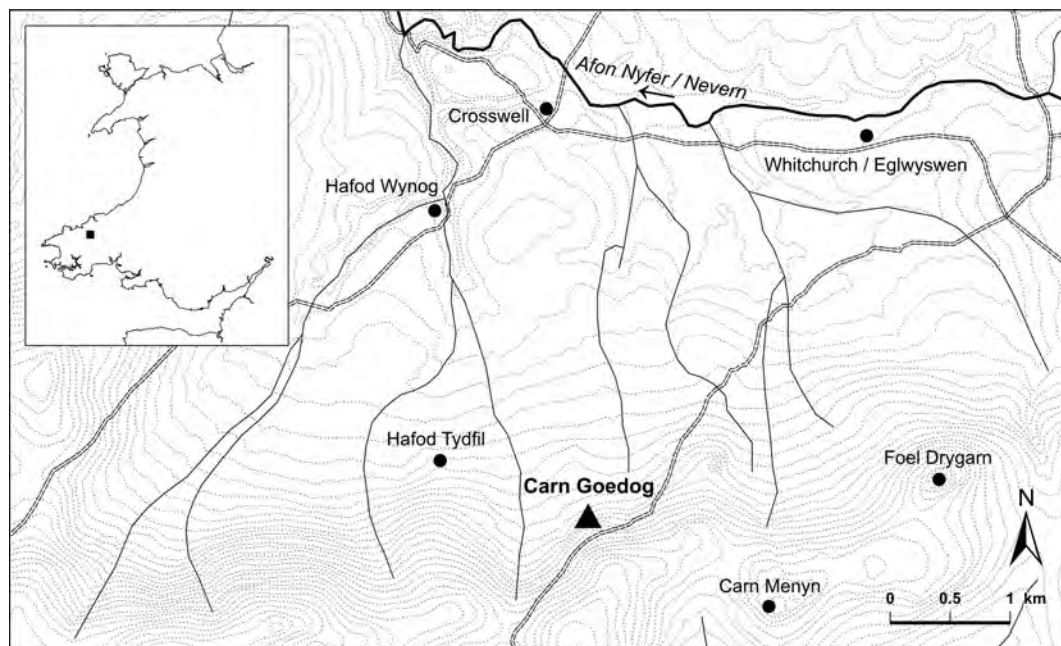 Afon Nyfer / Nevern
Crosswell
Whitchurch / Eglwyswen
Hafod Wynog
Hafod Tydfil
Foel Drygarn
Carn Goedog
N
Carn Menyn
0 0.5 1 km